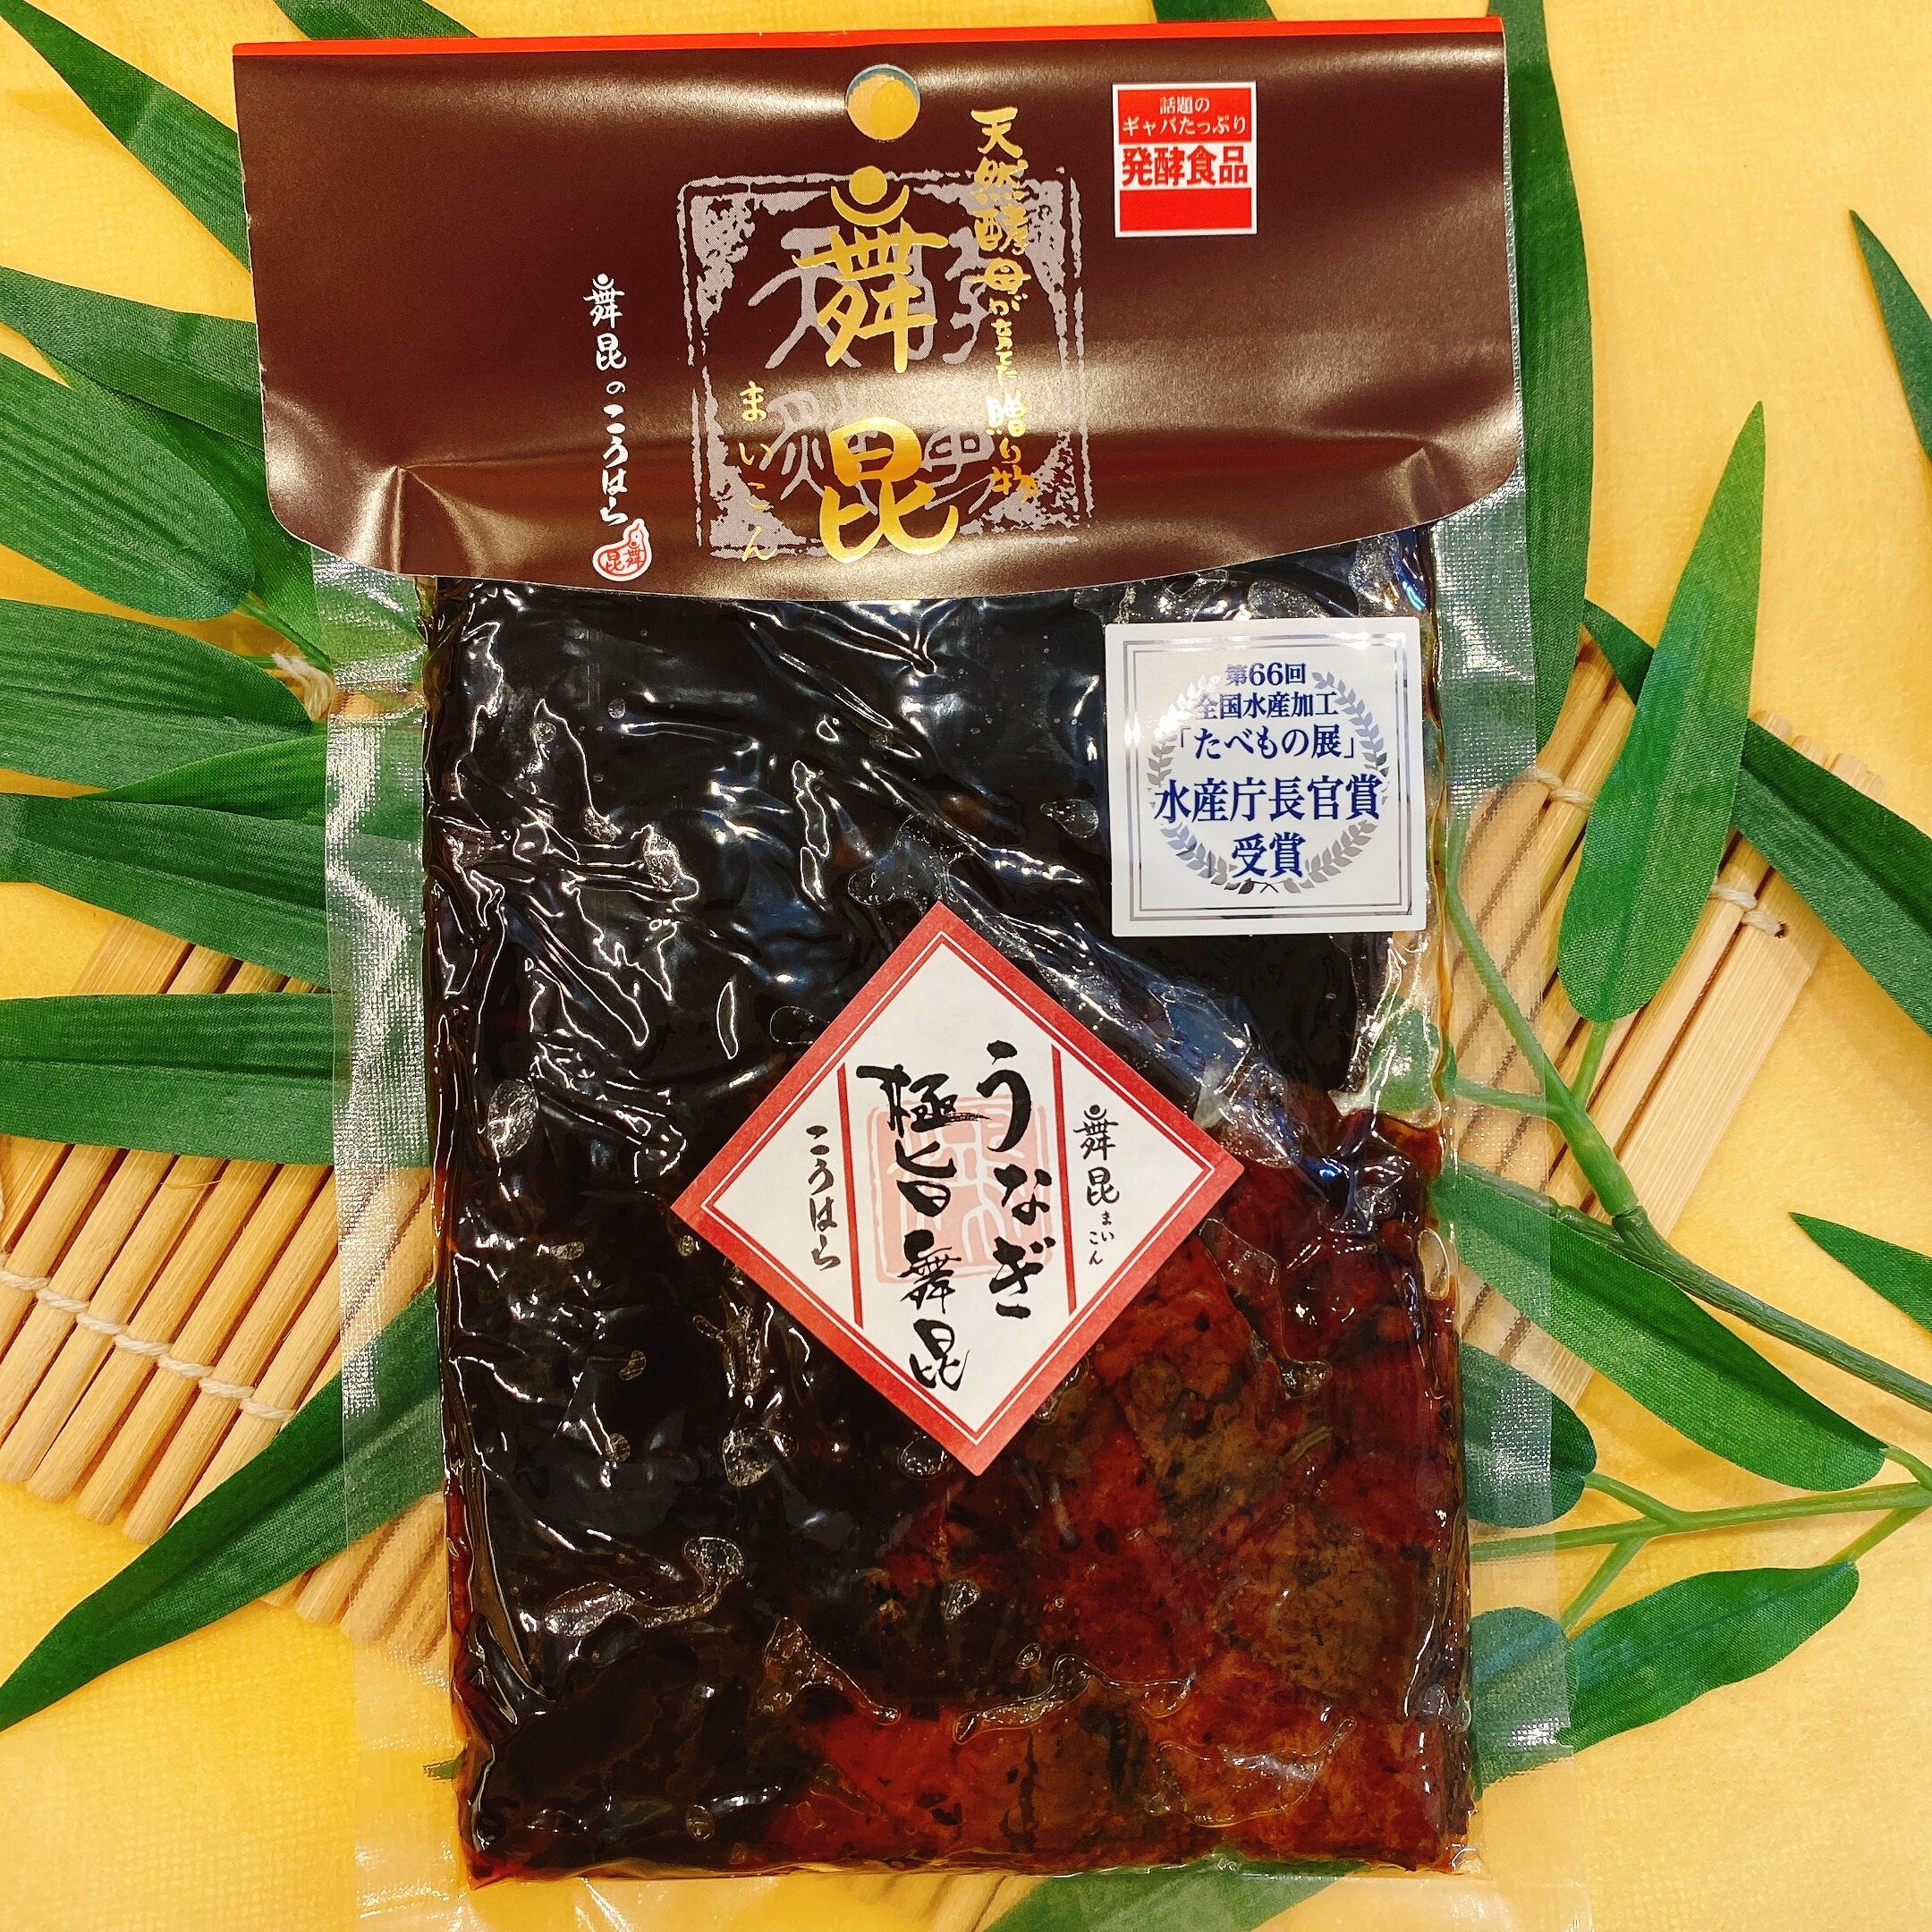 話題の
ギャバたっぷり
発酵食品
天然酵母が育てた贈り物
舞昆
まいこん
舞昆のこうはら
舞昆
第66回
全国水産加工
「たべもの展」
水産庁長官賞
受賞
舞昆
まい
こん
うなぎ
極旨舞昆
こうはら